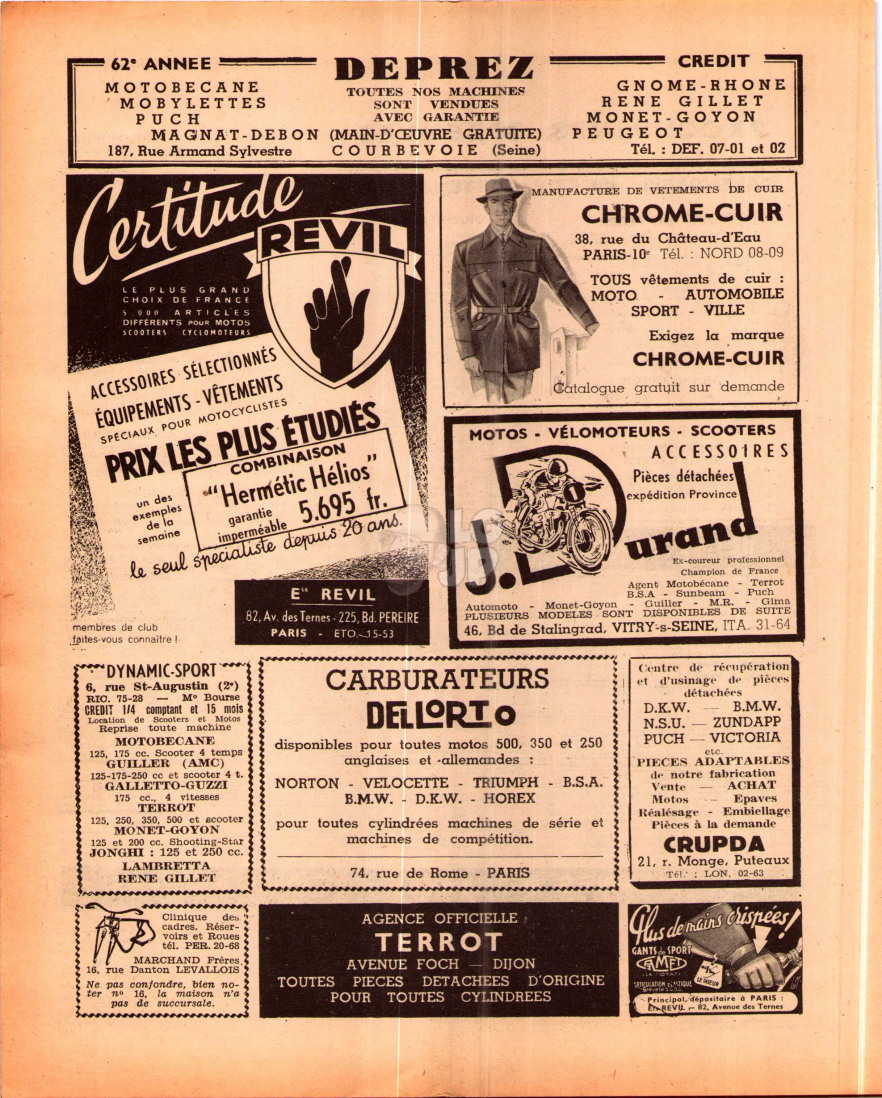 62e ANNEE
MOTOBECANE
MOBYLETTES
PUCH
MAGNAT-DEBON
187, Rue Armand Sylvestre
DEPREZ
TOUTES NOS MACHINES
SONT VENDUES
AVEC GARANTIE
(MAIN-D'ŒUVRE GRATUITE)
COURBEVOIE (Seine)
CREDIT
GNOME-RHONE
RENE GILLET
MONET-GOYON
PEUGEOT
Tél. : DEF. 07-01 et 02
Certitude
REVIL
LE PLUS GRAND
CHOIX DE FRANCE
5.000 ARTICLES
DIFFÉRENTS POUR MOTOS
SCOOTERS CYCLOMOTEURS
ACCESSOIRES SÉLECTIONNÉS
ÉQUIPEMENTS - VÊTEMENTS
SPÉCIAUX POUR MOTOCYCLISTES
PRIX LES PLUS ÉTUDIÉS
un des
exemples
de la
semaine
COMBINAISON
"Hermétic Hélios"
garantie
imperméable 5.695 fr.
le seul spécialiste depuis 20 ans.
Ets REVIL
82, Av. des Ternes - 225, Bd. PEREIRE
PARIS - ETO. 15-53
membres de club
faites-vous connaitre !
MANUFACTURE DE VETEMENTS DE CUIR
CHROME-CUIR
38, rue du Château-d'Eau
PARIS-10e Tél. : NORD 08-09
TOUS vêtements de cuir :
MOTO - AUTOMOBILE
SPORT - VILLE
Exigez la marque
CHROME-CUIR
Catalogue gratuit sur demande
MOTOS - VÉLOMOTEURS - SCOOTERS
ACCESSOIRES
Pièces détachées
expédition Province
1
J. Durand
Ex-coureur professionnel
Champion de France
Agent Motobécane - Terrot
B.S.A - Sunbeam - Puch
Automoto - Monet-Goyon - Guiller - M.R. - Gima
PLUSIEURS MODELES SONT DISPONIBLES DE SUITE
46, Bd de Stalingrad, VITRY-s-SEINE, ITA. 31-64
DYNAMIC-SPORT
6, rue St-Augustin (2e)
RIC. 75-28 — Mo Bourse
CREDIT 1/4 comptant et 15 mois
Location de Scooters et Motos
Reprise toute machine
MOTOBECANE
125, 175 cc. Scooter 4 temps
GUILLER (AMC)
125-175-250 cc et scooter 4 t.
GALLETTO-GUZZI
175 cc., 4 vitesses
TERROT
125, 250, 350, 500 et scooter
MONET-GOYON
125 et 200 cc. Shooting-Star
JONGHI : 125 et 250 cc.
LAMBRETTA
RENE GILLET
CARBURATEURS
DELLORTO
disponibles pour toutes motos 500, 350 et 250
anglaises et allemandes :
NORTON - VELOCETTE - TRIUMPH - B.S.A.
B.M.W. - D.K.W. - HOREX
pour toutes cylindrées machines de série et
machines de compétition.
74, rue de Rome - PARIS
Centre de récupération
et d'usinage de pièces
détachées
D.K.W. — B.M.W.
N.S.U. — ZUNDAPP
PUCH — VICTORIA
etc.
PIECES ADAPTABLES
de notre fabrication
Vente — ACHAT
Motos — Epaves
Réalésage - Embiellage
Pièces à la demande
CRUPDA
21, r. Monge, Puteaux
Tél. : LON. 02-63
Clinique des
cadres. Réser-
voirs et Roues
tél. PER. 20-68
MARCHAND Frères
16, rue Danton LEVALLOIS
Ne pas confondre, bien no-
ter no 16, la maison n'a
pas de succursale.
AGENCE OFFICIELLE
TERROT
AVENUE FOCH — DIJON
TOUTES PIECES DETACHEES D'ORIGINE
POUR TOUTES CYLINDREES
Plus de mains crispées !
GANTS de SPORT
ARTICULATION ELASTIQUE
Principal dépositaire à PARIS :
Ets REVIL - 82, Avenue des Ternes